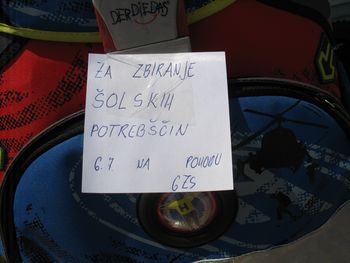 DERDIEDAS
ZA ZBIRANJE
ŠOLSKIH
POTREBŠČIN
6.7. NA POHODU
GZS